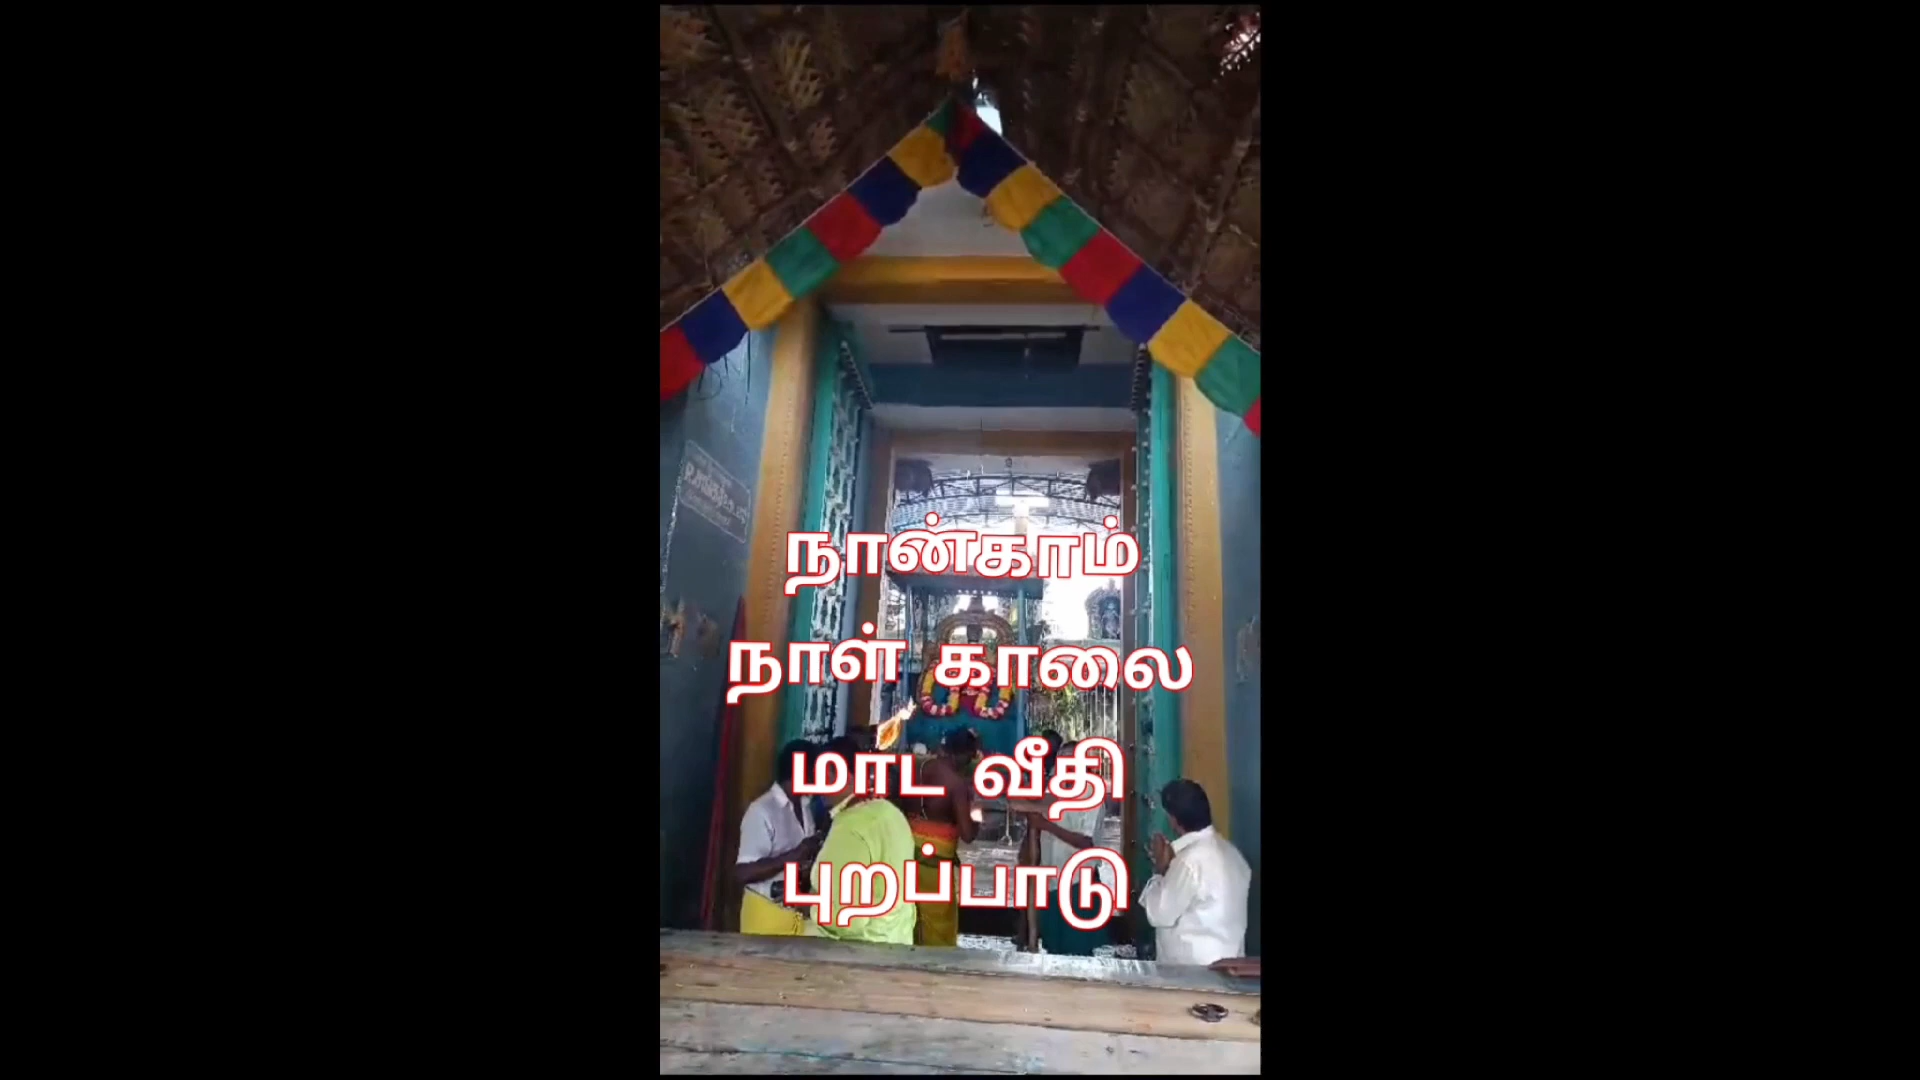 நான்காம்
நாள் காலை
மாட வீதி
புறப்பாடு